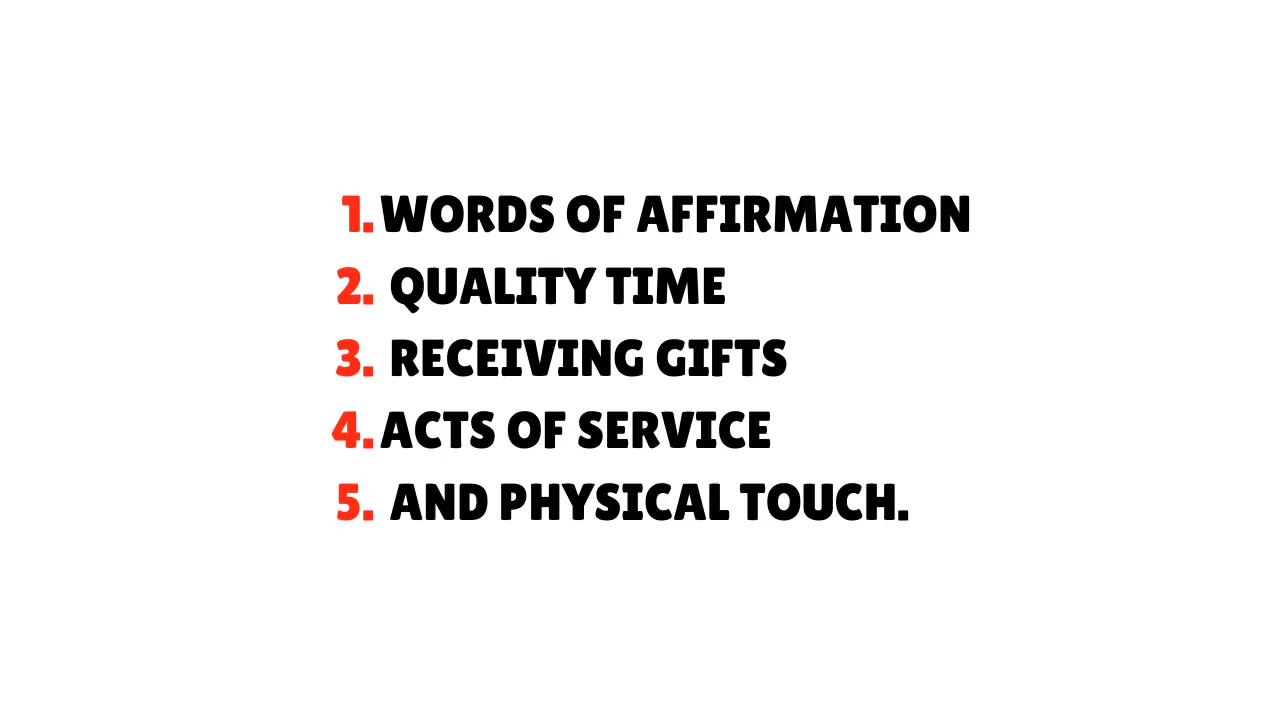 1. WORDS OF AFFIRMATION
2. QUALITY TIME
3. RECEIVING GIFTS
4. ACTS OF SERVICE
5. AND PHYSICAL TOUCH.